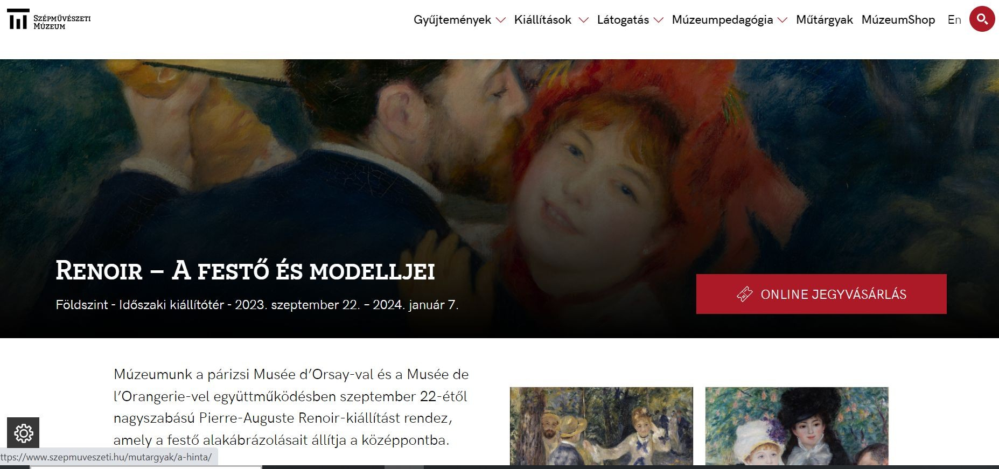 SZÉPMŰVÉSZETI
MÚZEUM
Gyűjtemények Kiállítások Látogatás Múzeumpedagógia Műtárgyak MúzeumShop En
RENOIR – A FESTŐ ÉS MODELLJEI
Földszint - Időszaki kiállítótér - 2023. szeptember 22. – 2024. január 7.
ONLINE JEGYVÁSÁRLÁS
Múzeumunk a párizsi Musée d’Orsay-val és a Musée de
l’Orangerie-vel együttműködésben szeptember 22-étől
nagyszabású Pierre-Auguste Renoir-kiállítást rendez,
amely a festő alakábrázolásait állítja a középpontba.
ttps://www.szepmuveszeti.hu/mutargyak/a-hinta/